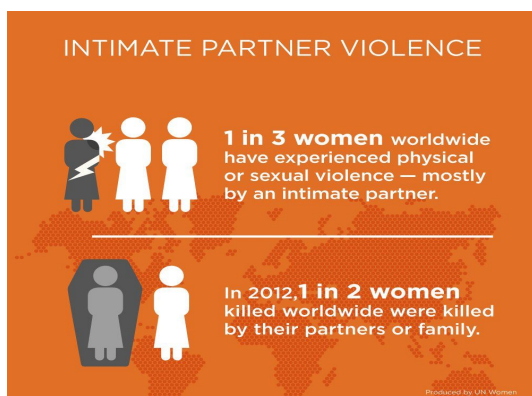 INTIMATE PARTNER VIOLENCE
1 in 3 women worldwide
have experienced physical
or sexual violence — mostly
by an intimate partner.
In 2012,1 in 2 women
killed worldwide were killed
by their partners or family.
Produced by UN Women